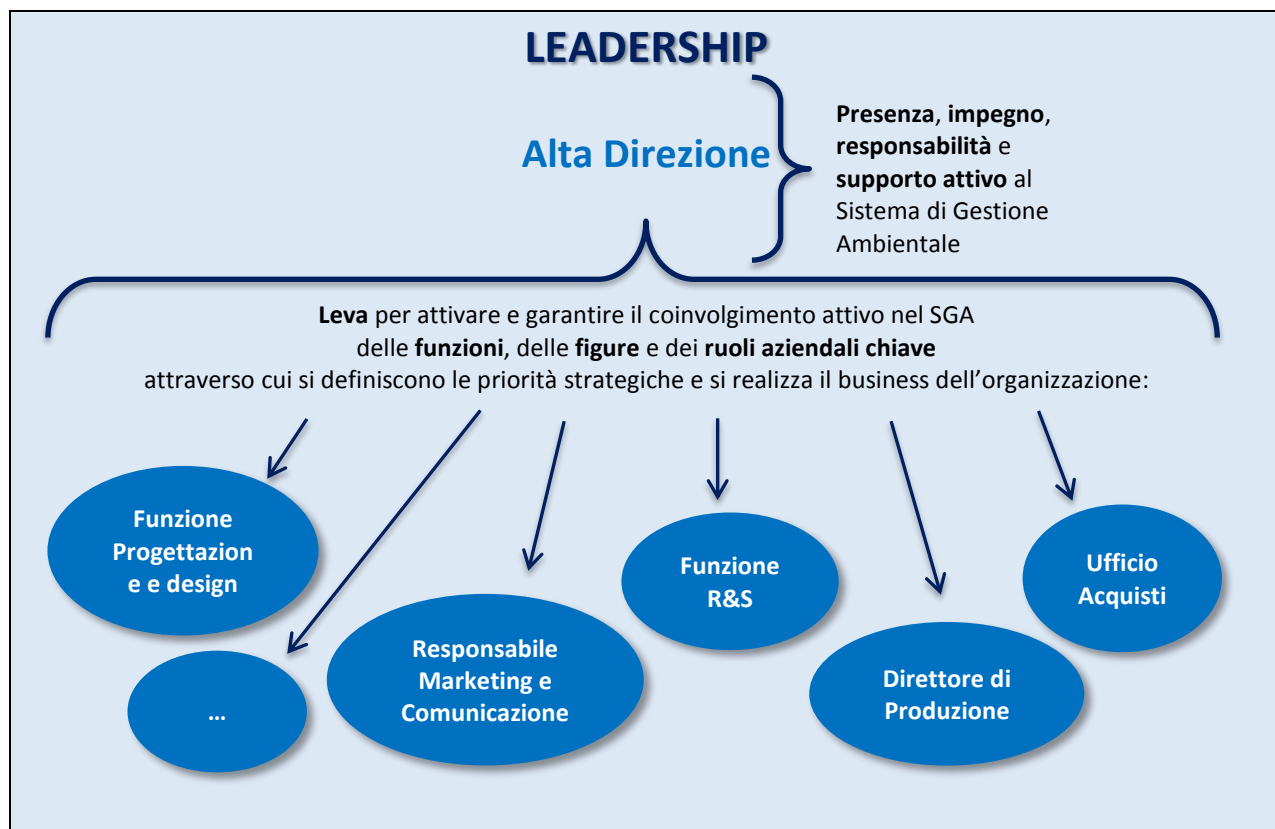 LEADERSHIP
Alta Direzione
Presenza, impegno,
responsabilità e
supporto attivo al
Sistema di Gestione
Ambientale
Leva per attivare e garantire il coinvolgimento attivo nel SGA
delle funzioni, delle figure e dei ruoli aziendali chiave
attraverso cui si definiscono le priorità strategiche e si realizza il business dell'organizzazione:
Funzione
Progettazion
e e design
...
Responsabile
Marketing e
Comunicazione
Funzione
R&S
Direttore di
Produzione
Ufficio
Acquisti